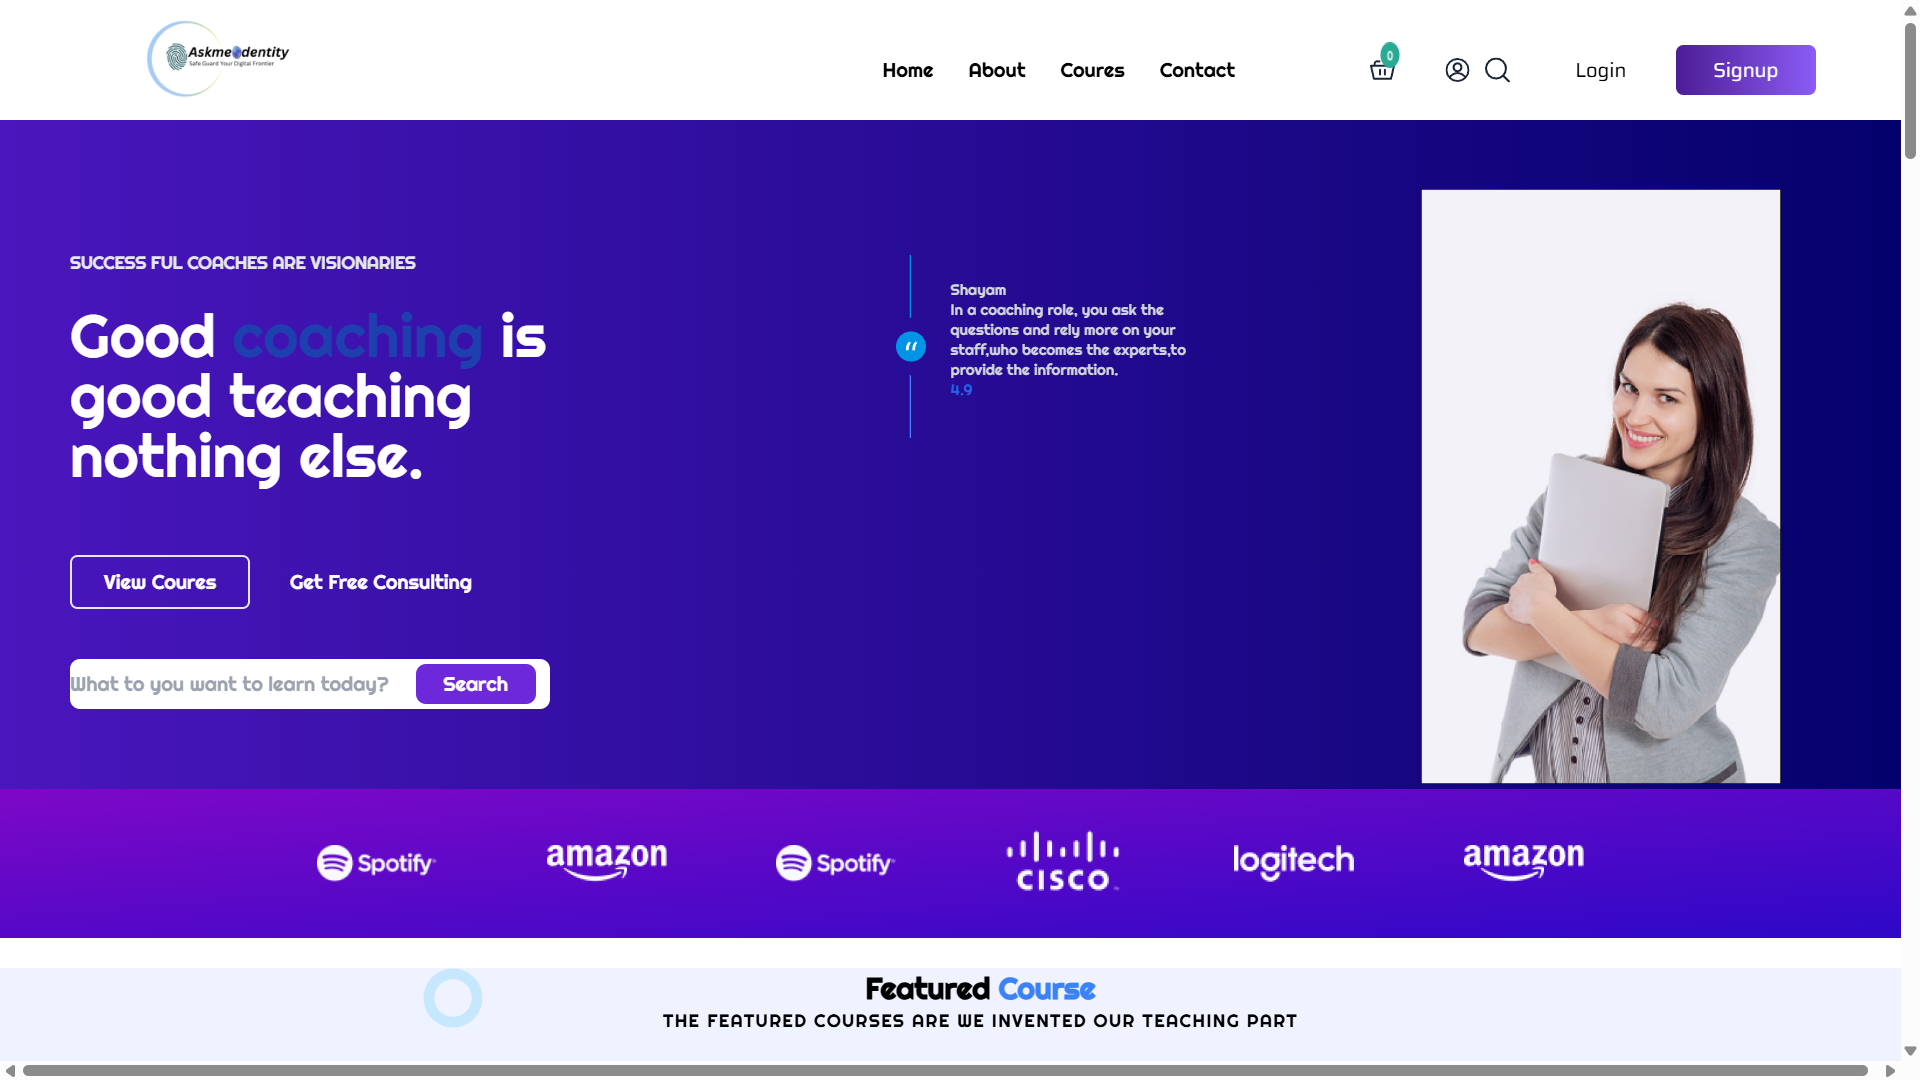 Askme dentity
Safe Guard Your Digital Frontier
Home
About
Coures
Contact
0
Login
Signup
SUCCESS FUL COACHES ARE VISIONARIES
Good coaching is
good teaching
nothing else.
Shayam
In a coaching role, you ask the
questions and rely more on your
staff,who becomes the experts,to
provide the information.
4.9
View Coures
Get Free Consulting
What to you want to learn today?
Search
Spotify
amazon
Spotify
CISCO
logitech
amazon
Featured Course
THE FEATURED COURSES ARE WE INVENTED OUR TEACHING PART